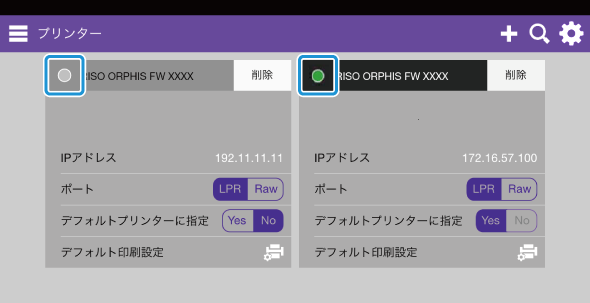 プリンター
RISO ORPHIS FW XXXX 削除
IPアドレス 192.11.11.11
ポート LPR Raw
デフォルトプリンターに指定 Yes No
デフォルト印刷設定
RISO ORPHIS FW XXXX 削除
IPアドレス 172.16.57.100
ポート LPR Raw
デフォルトプリンターに指定 Yes No
デフォルト印刷設定